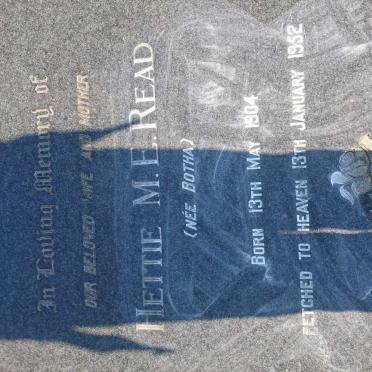 In Loving Memory of
OUR BELOVED WIFE AND MOTHER
HETTIE M.E. READ
(NÉE BOTHA)
BORN 13TH MAY 1904
FETCHED TO HEAVEN 13TH JANUARY 1952